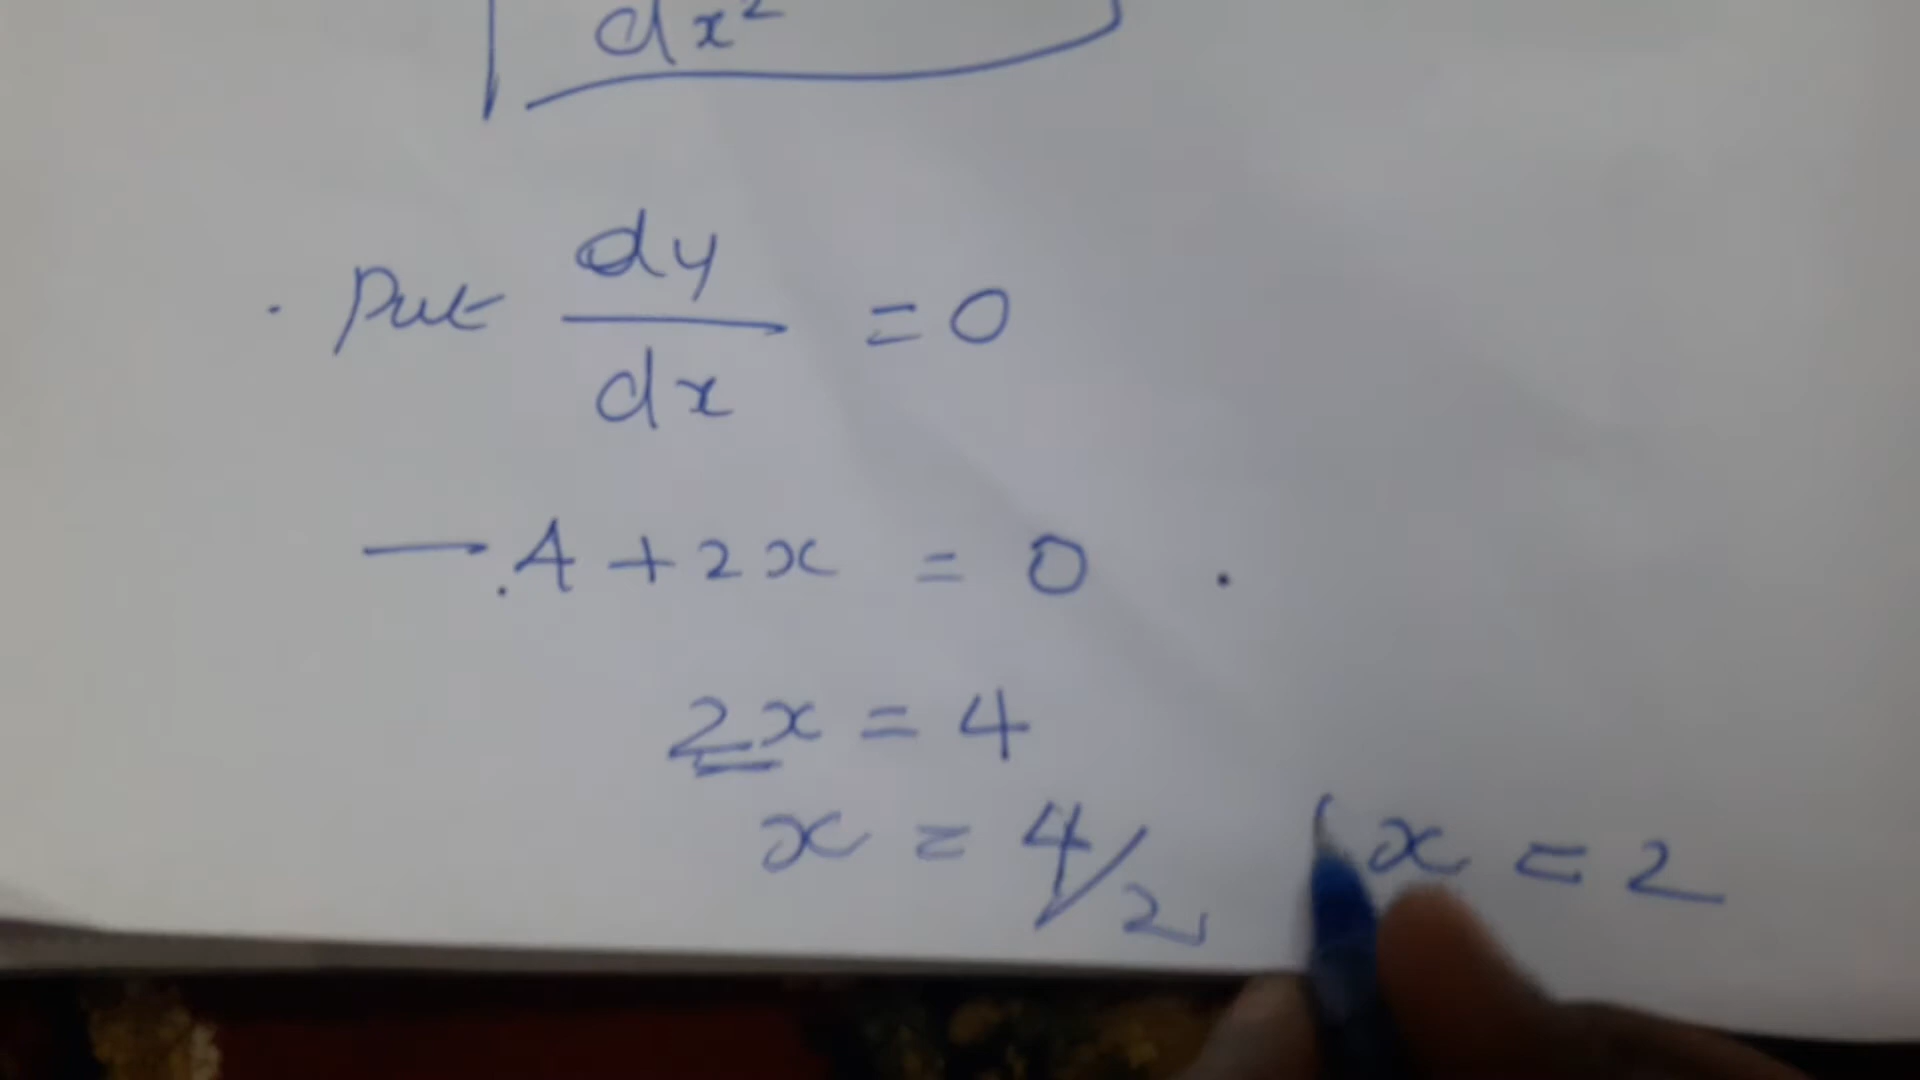 dx²
Put dy/dx = 0
- 4 + 2x = 0
2x = 4
x = 4/2 x = 2